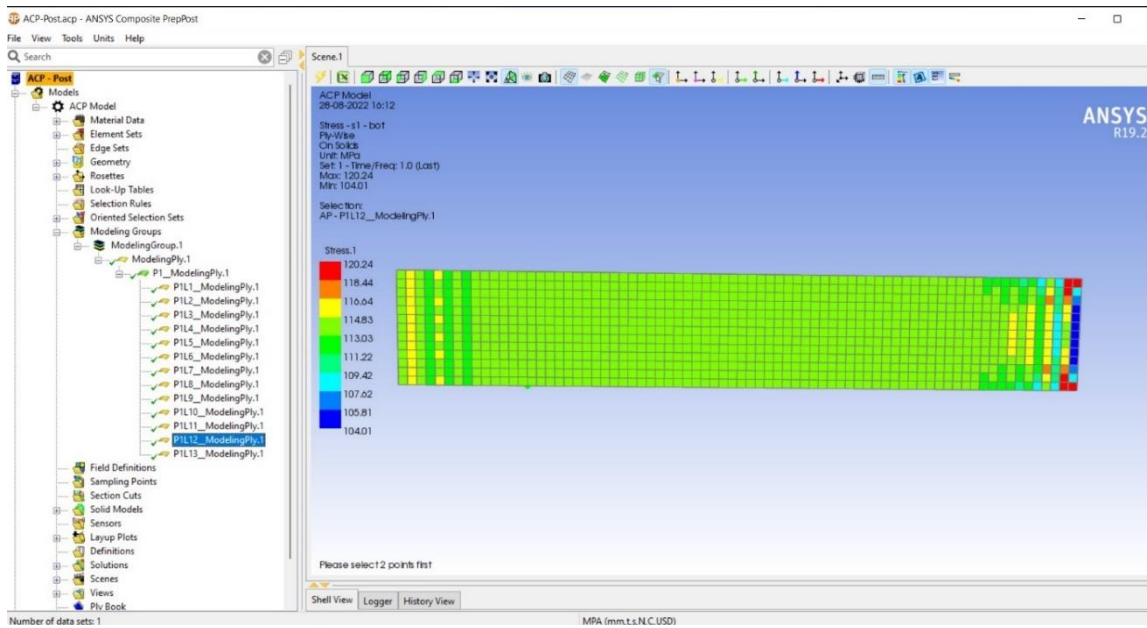 ACP-Post.acp - ANSYS Composite PrepPost
File View Tools Units Help
Search
ACP - Post
Models
ACP Model
Material Data
Element Sets
Edge Sets
Geometry
Rosettes
Look-Up Tables
Selection Rules
Oriented Selection Sets
Modeling Groups
ModelingGroup.1
ModelingPly.1
P1_ModelingPly.1
P1L1_ModelingPly.1
P1L2_ModelingPly.1
P1L3_ModelingPly.1
P1L4_ModelingPly.1
P1L5_ModelingPly.1
P1L6_ModelingPly.1
P1L7_ModelingPly.1
P1L8_ModelingPly.1
P1L9_ModelingPly.1
P1L10_ModelingPly.1
P1L11_ModelingPly.1
P1L12_ModelingPly.1
P1L13_ModelingPly.1
Field Definitions
Sampling Points
Section Cuts
Solid Models
Sensors
Layup Plots
Definitions
Solutions
Scenes
Views
Ply Book
Number of data sets: 1
Scene.1
ACP Model
28-08-2022 16:12
Stress - s1 - bot
Ply-Wise
On Solids
Unit: MPa
Set: 1 - Time/Freq: 1.0 (Last)
Max: 120.24
Min: 104.01
Selection:
AP - P1L12__ModelingPly.1
ANSYS
R19.2
Stress.1
120.24
118.44
116.64
114.83
113.03
111.22
109.42
107.62
105.81
104.01
Please select 2 points first
Shell View Logger History View
MPA (mm,t,s,N,C,USD)